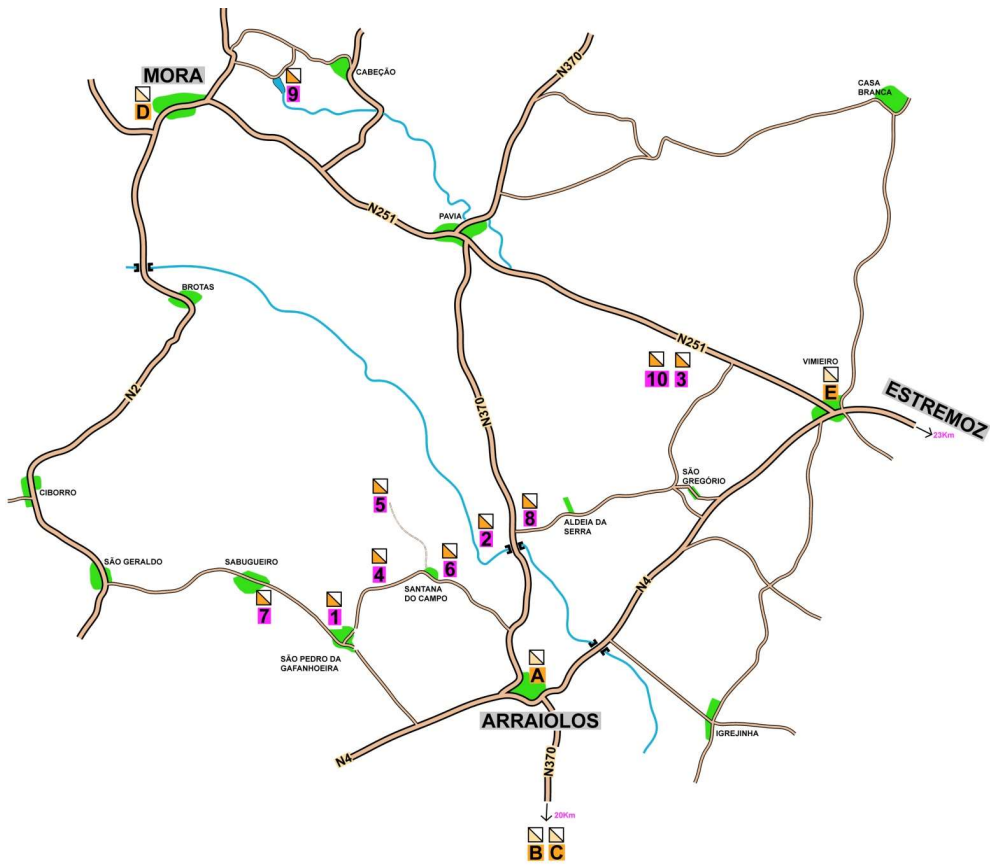 N370
CABEÇÃO
MORA
9
D
CASA
BRANCA
N251
PAVIA
BROTAS
N251
VIMIEIRO
10
3
E
ESTREMOZ
23Km
N2
N370
SÃO
GREGÓRIO
CIBORRO
5
8
2
ALDEIA DA
SERRA
SÃO GERALDO
SABUGUEIRO
4
6
SANTANA
DO CAMPO
N4
7
1
SÃO PEDRO DA
GAFANHOEIRA
A
ARRAIOLOS
IGREJINHA
N4
N370
20Km
B
C